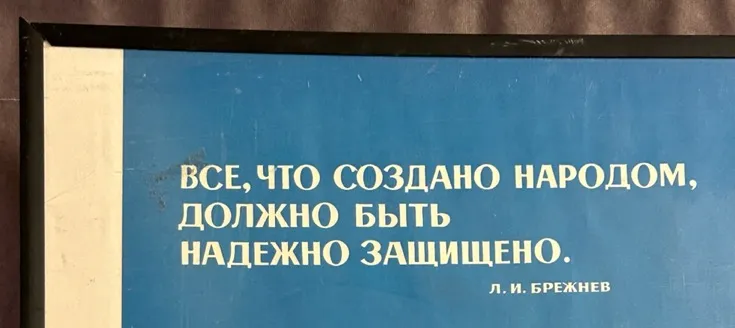 ВСЕ, ЧТО СОЗДАНО НАРОДОМ,
ДОЛЖНО БЫТЬ
НАДЕЖНО ЗАЩИЩЕНО.
Л. И. БРЕЖНЕВ